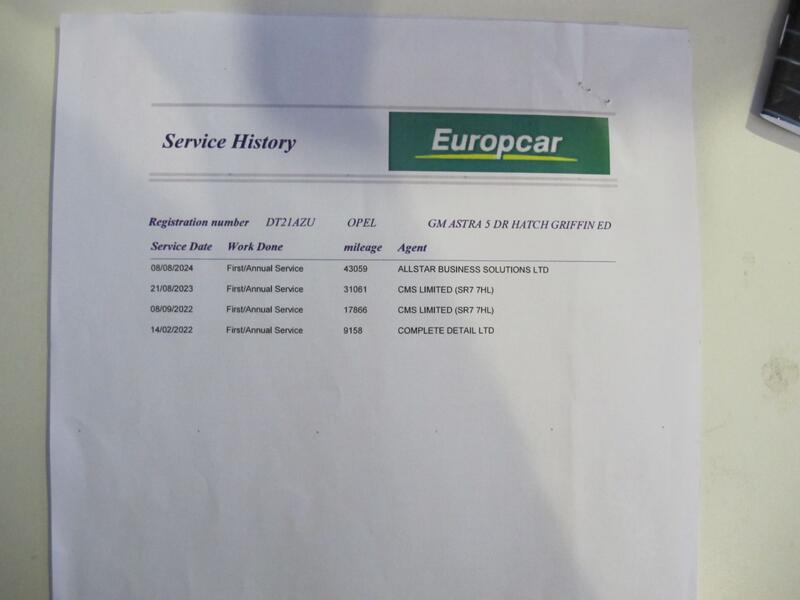 Service History
Europcar
Registration number DT21AZU OPEL GM ASTRA 5 DR HATCH GRIFFIN ED
Service Date Work Done mileage Agent
08/08/2024 First/Annual Service 43059 ALLSTAR BUSINESS SOLUTIONS LTD
21/08/2023 First/Annual Service 31061 CMS LIMITED (SR7 7HL)
08/09/2022 First/Annual Service 17866 CMS LIMITED (SR7 7HL)
14/02/2022 First/Annual Service 9158 COMPLETE DETAIL LTD